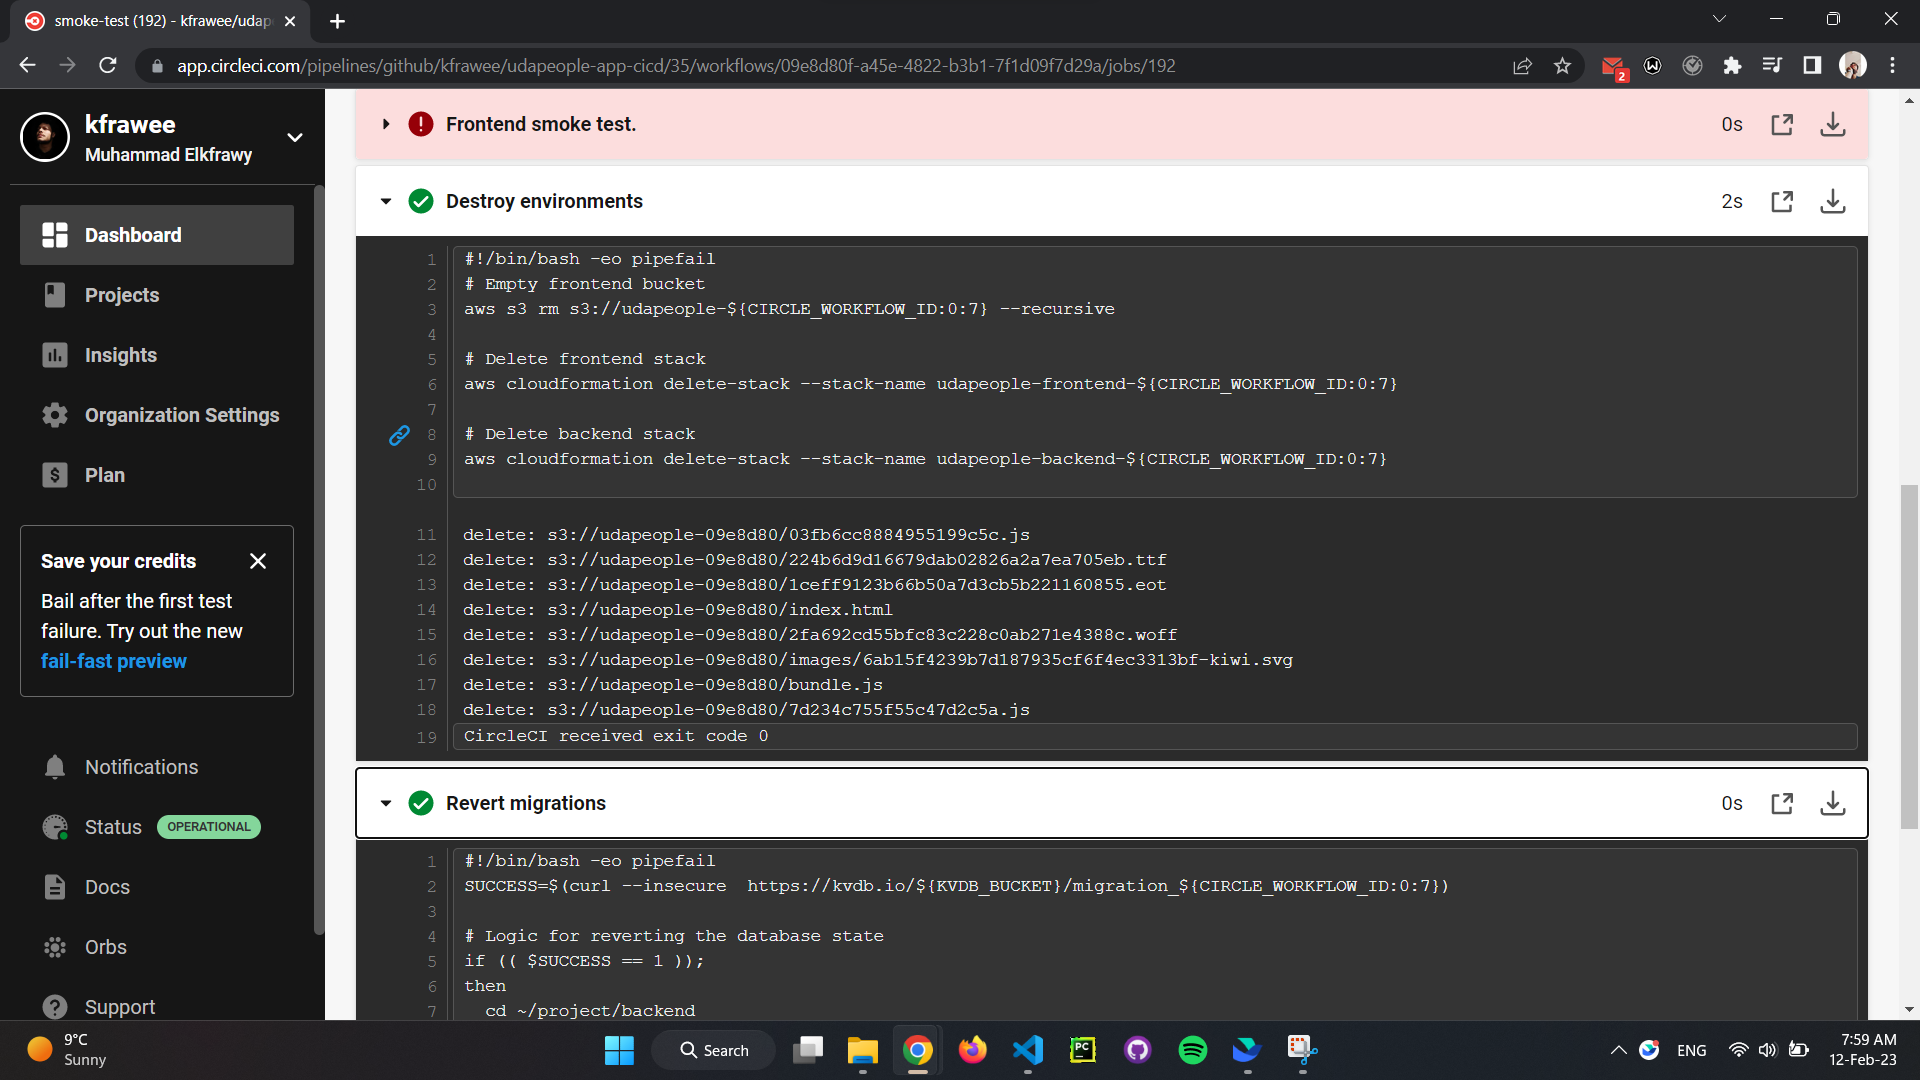 smoke-test (192) - kfrawee/udap
app.circleci.com/pipelines/github/kfrawee/udapeople-app-cicd/35/workflows/09e8d80f-a45e-4822-b3b1-7f1d09f7d29a/jobs/192
2
kfrawee
Muhammad Elkfrawy
Dashboard
Projects
Insights
Organization Settings
Plan
Save your credits
Bail after the first test
failure. Try out the new
fail-fast preview
Notifications
Status OPERATIONAL
Docs
Orbs
Support
Frontend smoke test. 0s
Destroy environments 2s
1 #!/bin/bash -eo pipefail
2 # Empty frontend bucket
3 aws s3 rm s3://udapeople-${CIRCLE_WORKFLOW_ID:0:7} --recursive
4
5 # Delete frontend stack
6 aws cloudformation delete-stack --stack-name udapeople-frontend-${CIRCLE_WORKFLOW_ID:0:7}
7
8 # Delete backend stack
9 aws cloudformation delete-stack --stack-name udapeople-backend-${CIRCLE_WORKFLOW_ID:0:7}
10
11 delete: s3://udapeople-09e8d80/03fb6cc8884955199c5c.js
12 delete: s3://udapeople-09e8d80/224b6d9d16679dab02826a2a7ea705eb.ttf
13 delete: s3://udapeople-09e8d80/1ceff9123b66b50a7d3cb5b221160855.eot
14 delete: s3://udapeople-09e8d80/index.html
15 delete: s3://udapeople-09e8d80/2fa692cd55bfc83c228c0ab271e4388c.woff
16 delete: s3://udapeople-09e8d80/images/6ab15f4239b7d187935cf6f4ec3313bf-kiwi.svg
17 delete: s3://udapeople-09e8d80/bundle.js
18 delete: s3://udapeople-09e8d80/7d234c755f55c47d2c5a.js
19 CircleCI received exit code 0
Revert migrations 0s
1 #!/bin/bash -eo pipefail
2 SUCCESS=$(curl --insecure  https://kvdb.io/${KVDB_BUCKET}/migration_${CIRCLE_WORKFLOW_ID:0:7})
3
4 # Logic for reverting the database state
5 if (( $SUCCESS == 1 ));
6 then
7 cd ~/project/backend
9°C
Sunny
Search
PC
ENG
7:59 AM
12-Feb-23